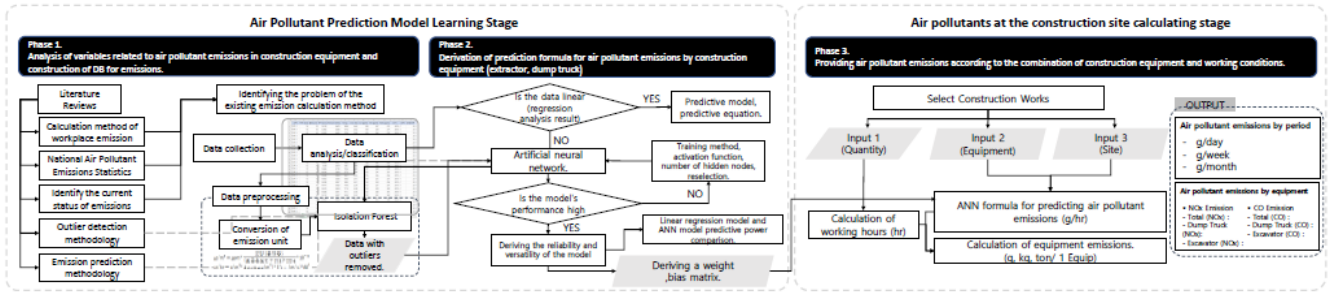 Air Pollutant Prediction Model Learning Stage
Phase 1.
Analysis of variables related to air pollutant emissions in construction equipment and
construction of DB for emissions.
Phase 2.
Derivation of prediction formula for air pollutant emissions by construction
equipment (extractor, dump truck)
Literature
Reviews
Calculation method of
workplace emission
National Air Pollutant
Emissions Statistics
Identify the current
status of emissions
Outlier detection
methodology
Emission prediction
methodology
Identifying the problem of the
existing emission calculation method
Data collection
Data
analysis/classification
Data preprocessing
Conversion of
emission unit
Isolation Forest
Data with
outliers
removed.
Is the data linear
(regression
analysis result)
YES
Predictive model,
predictive equation.
NO
Artificial neural
network.
Training method,
activation function,
number of hidden nodes,
reselection.
Is the model's
performance high
NO
YES
Linear regression model and
ANN model predictive power
comparison.
Deriving the reliability and
versatility of the model
Deriving a weight
,bias matrix.
Air pollutants at the construction site calculating stage
Phase 3.
Providing air pollutant emissions according to the combination of construction equipment and working conditions.
Select Construction Works
Input 1
(Quantity)
Input 2
(Equipment)
Input 3
(Site)
ANN formula for predicting air pollutant
emissions (g/hr)
Calculation of
working hours (hr)
Calculation of equipment emissions.
(g, kg, ton/ 1 Equip)
OUTPUT
Air pollutant emissions by period
- g/day
- g/week
- g/month
Air pollutant emissions by equipment
• NOx Emission
- Total (NOx) :
- Dump Truck
(NOx):
- Excavator (NOx) :
• CO Emission
- Total (CO) :
- Dump Truck (CO) :
- Excavator (CO) :